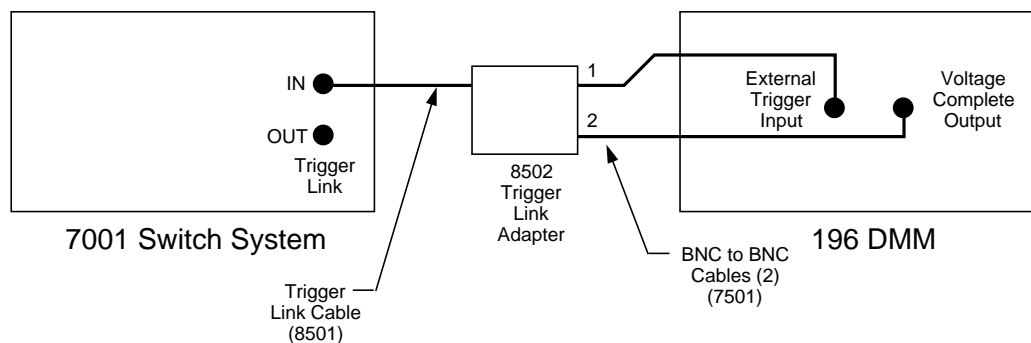 IN
OUT
Trigger
Link
7001 Switch System
Trigger
Link Cable
(8501)
8502
Trigger
Link
Adapter
1
2
BNC to BNC
Cables (2)
(7501)
External
Trigger
Input
Voltage
Complete
Output
196 DMM